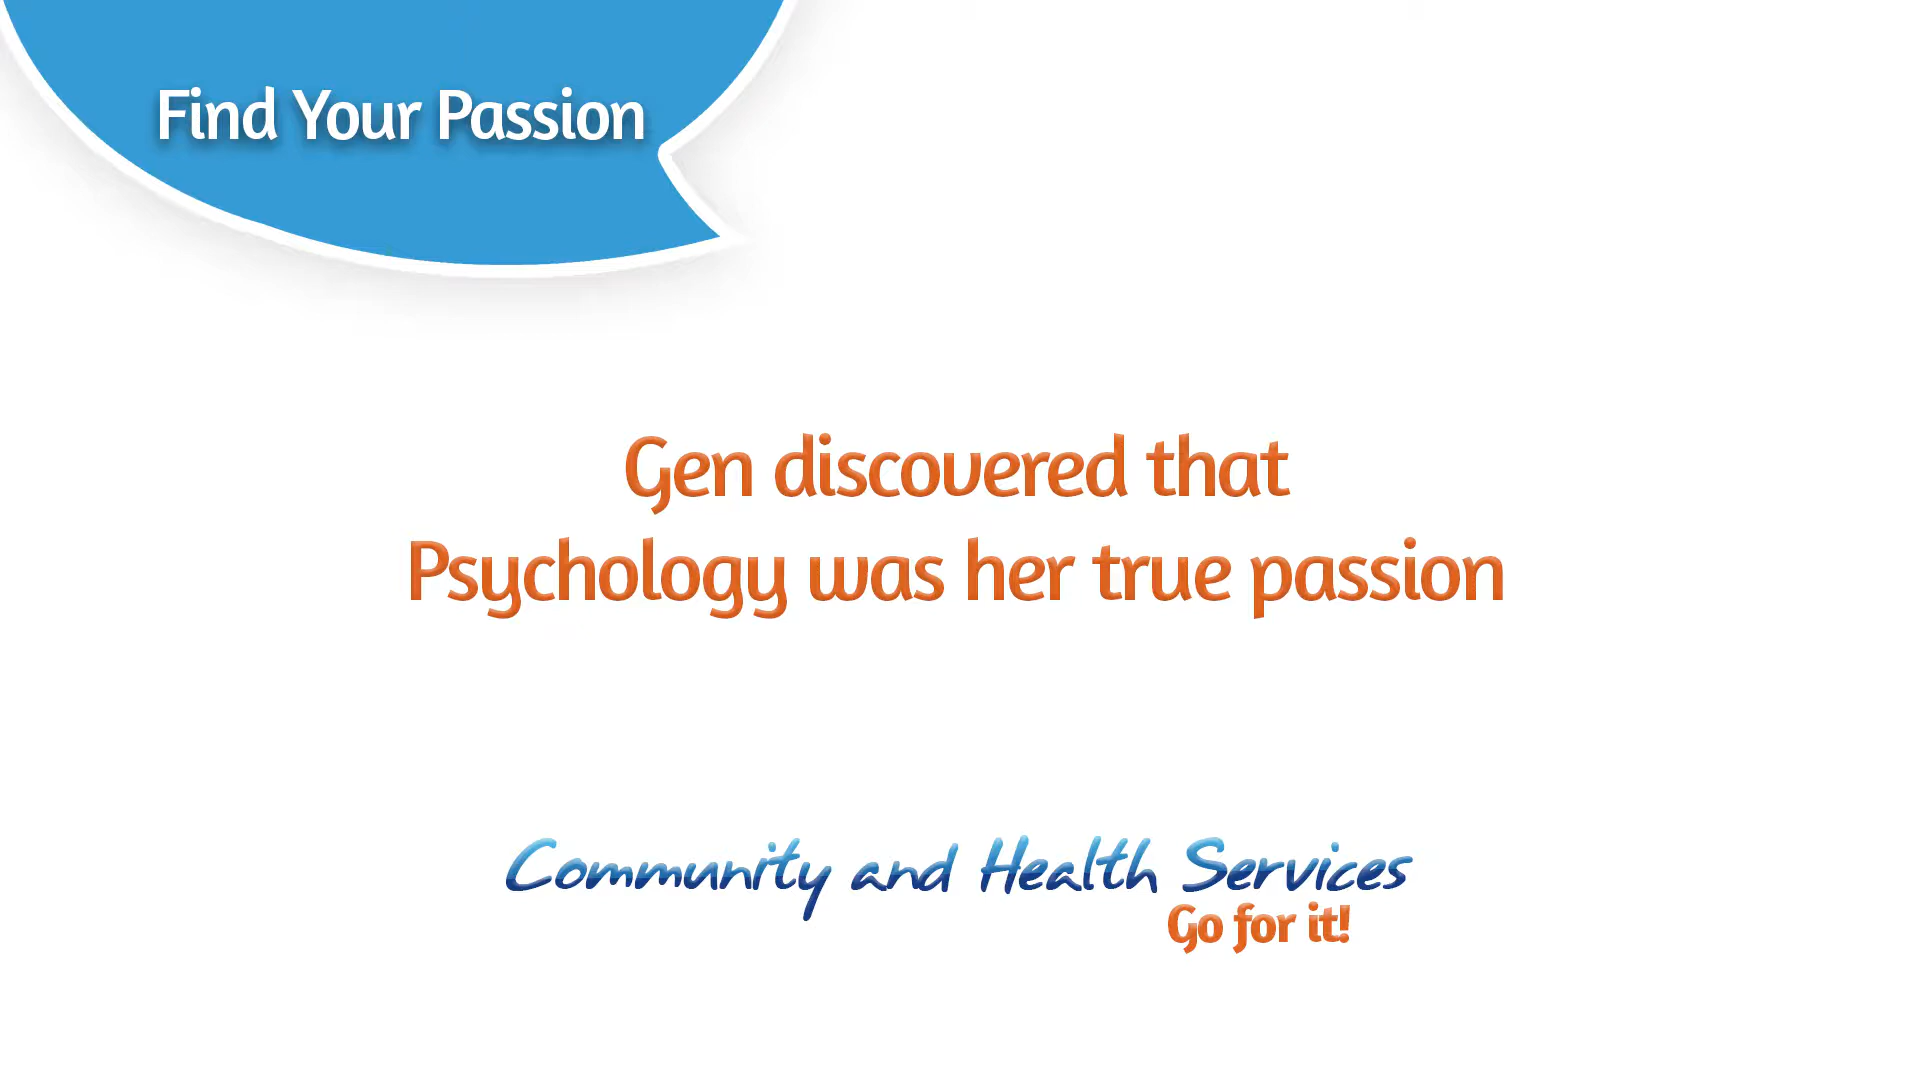 Find Your Passion
Gen discovered that
Psychology was her true passion
Community and Health Services
Go for it!